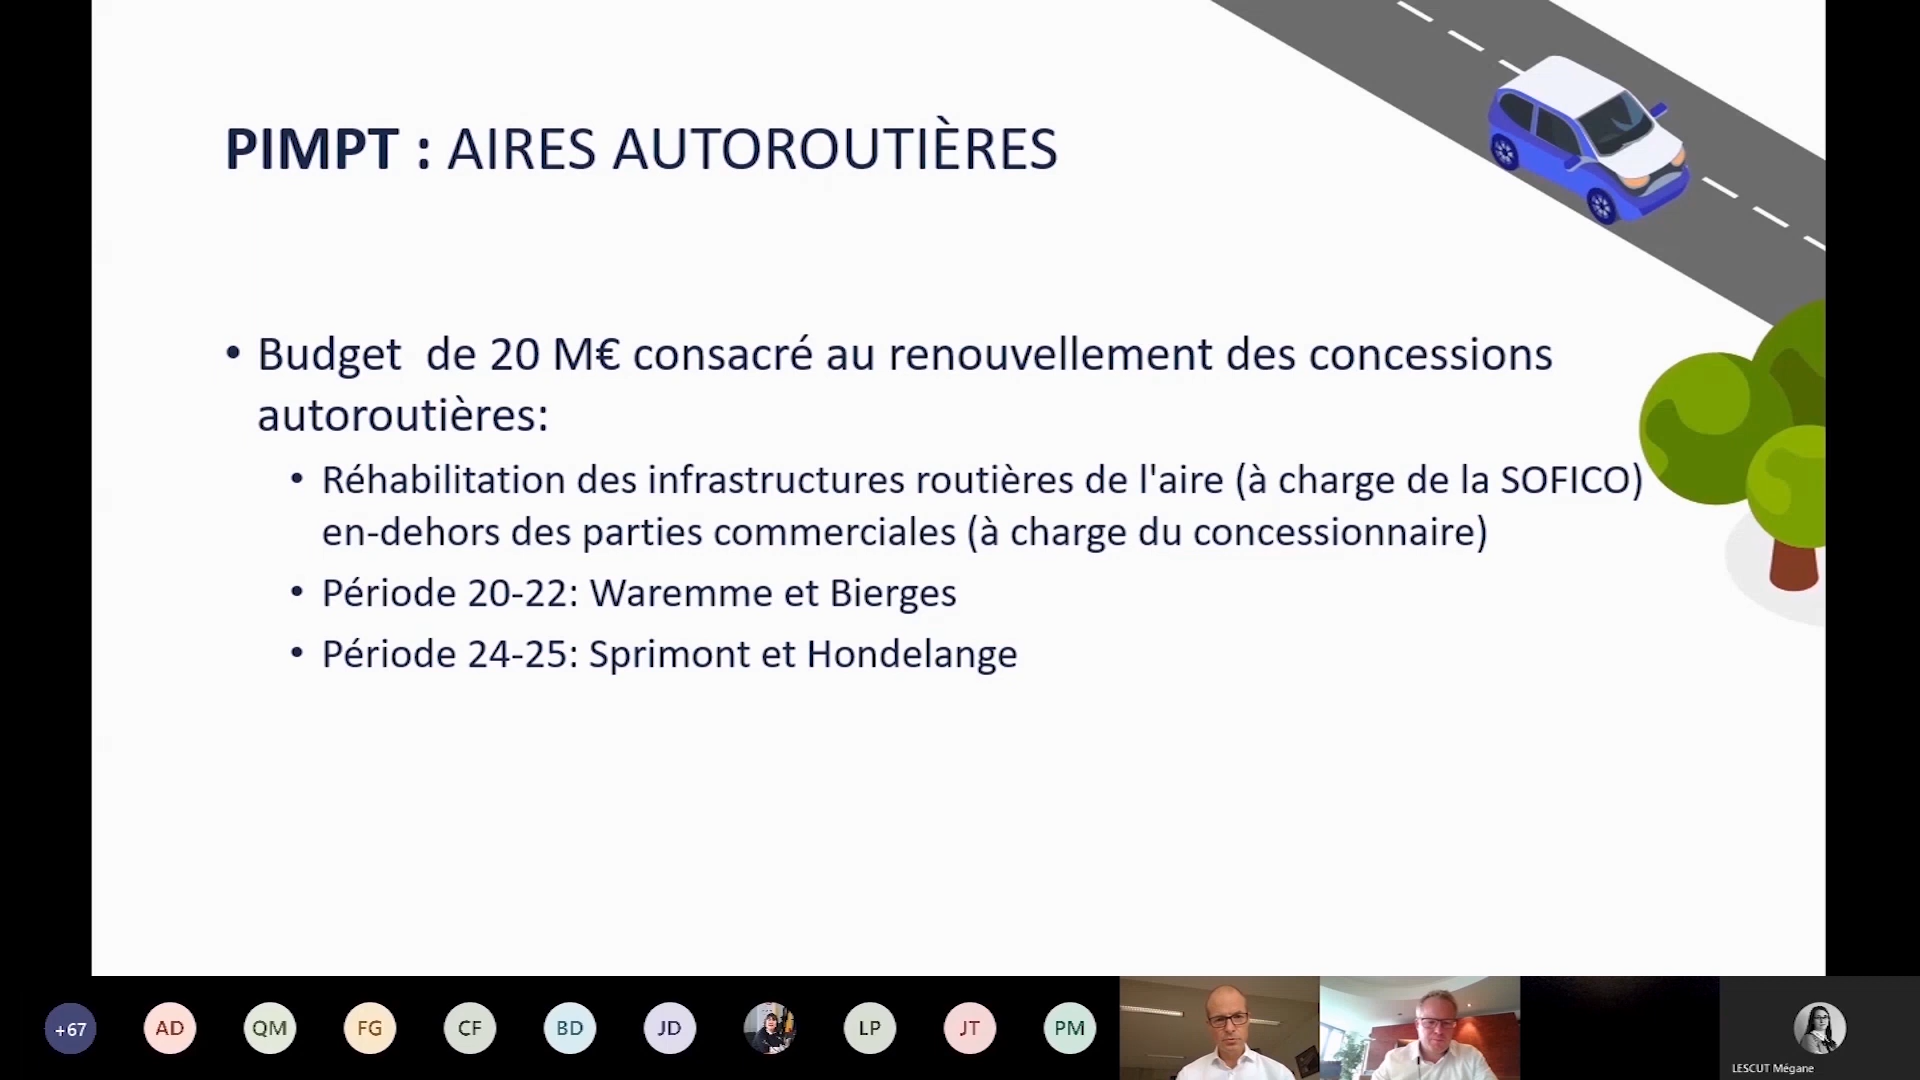 PIMPT : AIRES AUTOROUTIÈRES
• Budget  de 20 M€ consacré au renouvellement des concessions
autoroutières:
• Réhabilitation des infrastructures routières de l'aire (à charge de la SOFICO)
en-dehors des parties commerciales (à charge du concessionnaire)
• Période 20-22: Waremme et Bierges
• Période 24-25: Sprimont et Hondelange
+67 AD QM FG CF BD JD LP JT PM
LESCUT Mégane